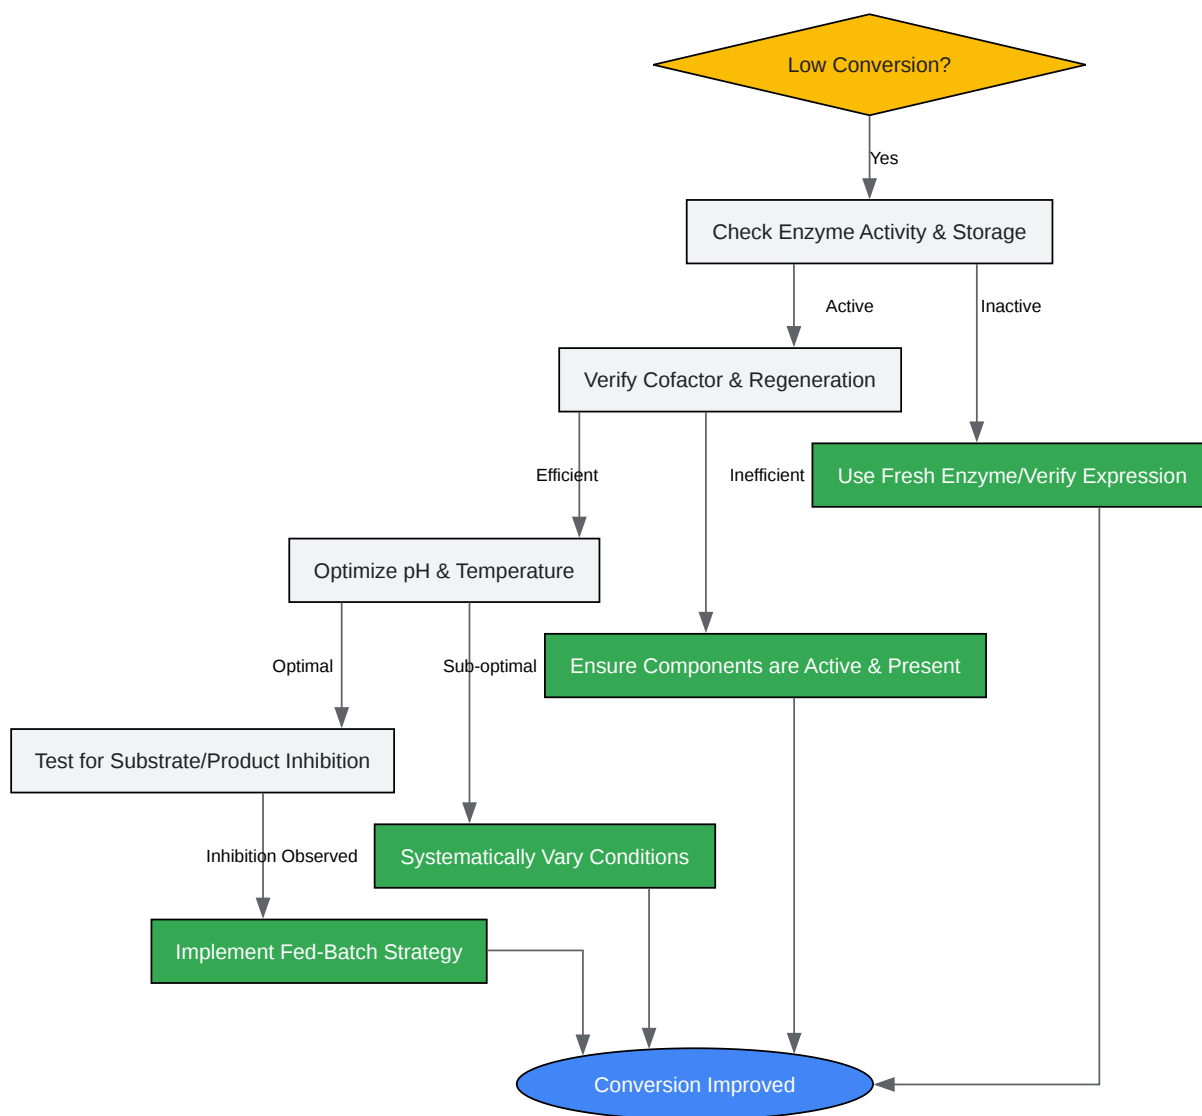 Low Conversion?
Yes
Check Enzyme Activity & Storage
Active
Inactive
Verify Cofactor & Regeneration
Efficient
Inefficient
Use Fresh Enzyme/Verify Expression
Optimize pH & Temperature
Optimal
Sub-optimal
Ensure Components are Active & Present
Test for Substrate/Product Inhibition
Inhibition Observed
Systematically Vary Conditions
Implement Fed-Batch Strategy
Conversion Improved